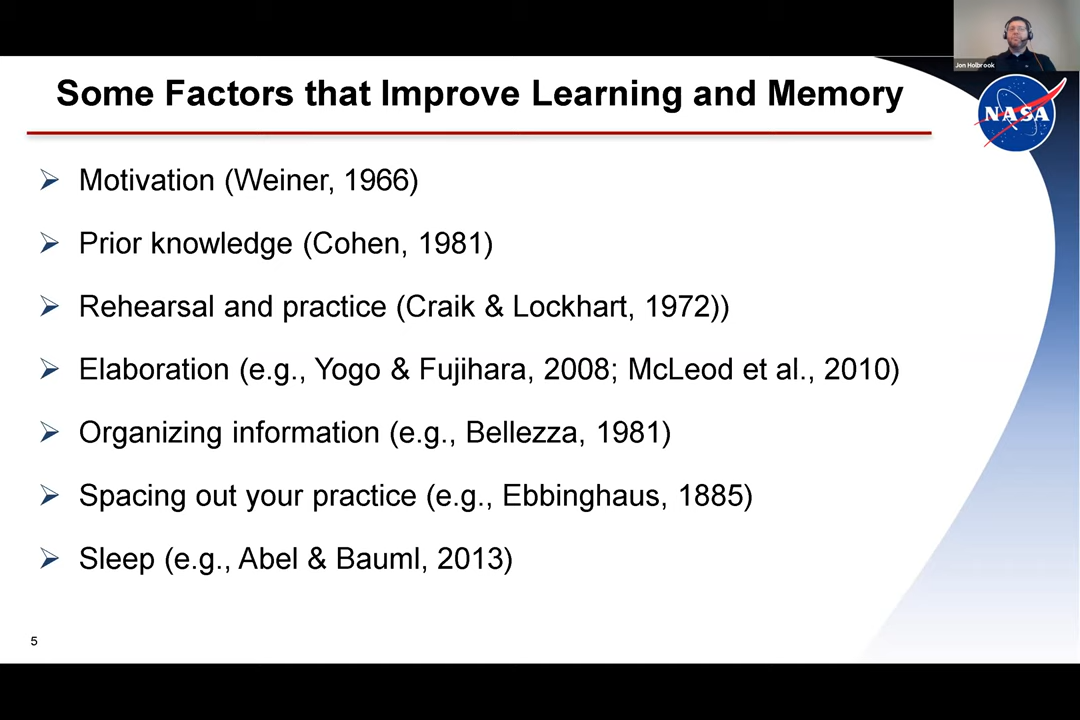 Jon Holbrook
Some Factors that Improve Learning and Memory
NASA
Motivation (Weiner, 1966)
Prior knowledge (Cohen, 1981)
Rehearsal and practice (Craik & Lockhart, 1972))
Elaboration (e.g., Yogo & Fujihara, 2008; McLeod et al., 2010)
Organizing information (e.g., Bellezza, 1981)
Spacing out your practice (e.g., Ebbinghaus, 1885)
Sleep (e.g., Abel & Bauml, 2013)
5